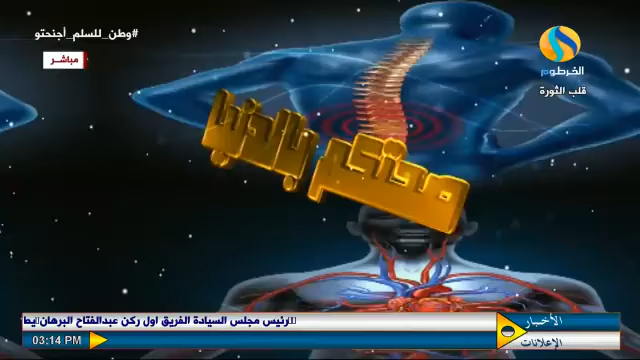 #وطن_للسلم_أجنحتو
مباشر
الخرطوم
قلب الثورة
صحتكم بالدنيا
رئيس مجلس السيادة الفريق اول ركن عبدالفتاح البرهان
الأخبار
الإعلانات
03:14 PM